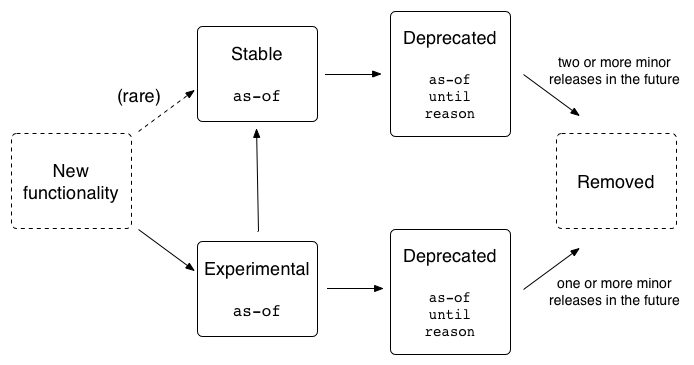 Stable
as-of
Deprecated
as-of
until
reason
two or more minor
releases in the future
(rare)
New
functionality
Removed
Experimental
as-of
Deprecated
as-of
until
reason
one or more minor
releases in the future